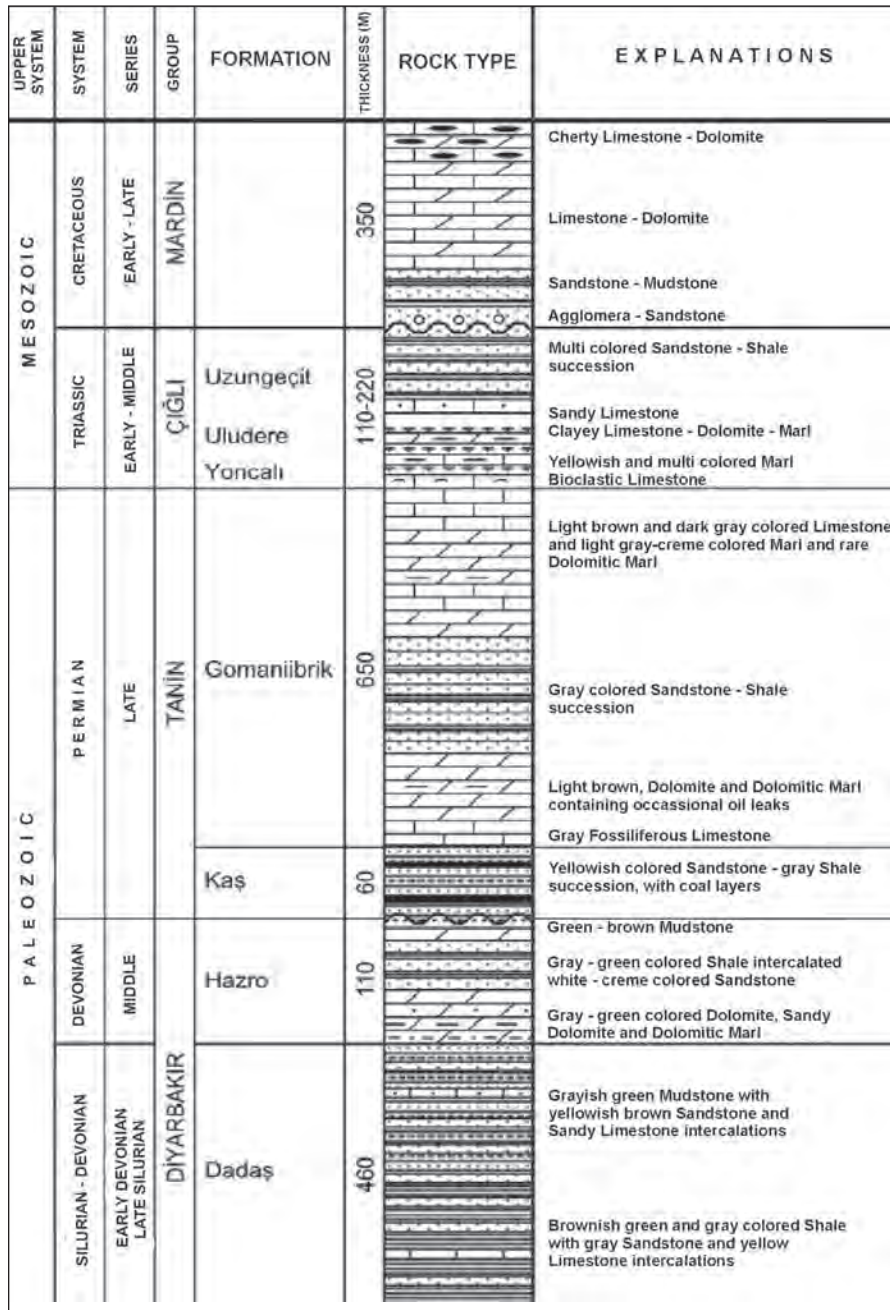 UPPER SYSTEM
SYSTEM
SERIES
GROUP
FORMATION
THICKNESS (M)
ROCK TYPE
EXPLANATIONS
MESOZOİC
CRETACEOUS
EARLY - LATE
MARDİN
350
Cherty Limestone - Dolomite
Limestone - Dolomite
Sandstone - Mudstone
Agglomera - Sandstone
TRIASSIC
EARLY - MIDDLE
ÇIĞLI
Uzungeçit
Uludere
Yoncalı
110-220
Multi colored Sandstone - Shale
succession
Sandy Limestone
Clayey Limestone - Dolomite - Marl
Yellowish and multi colored Marl
Bioclastic Limestone
PALEOZOİC
PERMIAN
LATE
TANİN
Gomaniibrik
650
Light brown and dark gray colored Limestone
and light gray-creme colored Marl and rare
Dolomitic Marl
Gray colored Sandstone - Shale
succession
Light brown, Dolomite and Dolomitic Marl
containing occassional oil leaks
Gray Fossiliferous Limestone
Kaş
60
Yellowish colored Sandstone - gray Shale
succession, with coal layers
DEVONIAN
MIDDLE
DİYARBAKIR
Hazro
110
Green - brown Mudstone
Gray - green colored Shale intercalated
white - creme colored Sandstone
Gray - green colored Dolomite, Sandy
Dolomite and Dolomitic Marl
SILURIAN - DEVONIAN
EARLY DEVONIAN
LATE SILURIAN
Dadaş
460
Grayish green Mudstone with
yellowish brown Sandstone and
Sandy Limestone intercalations
Brownish green and gray colored Shale
with gray Sandstone and yellow
Limestone intercalations